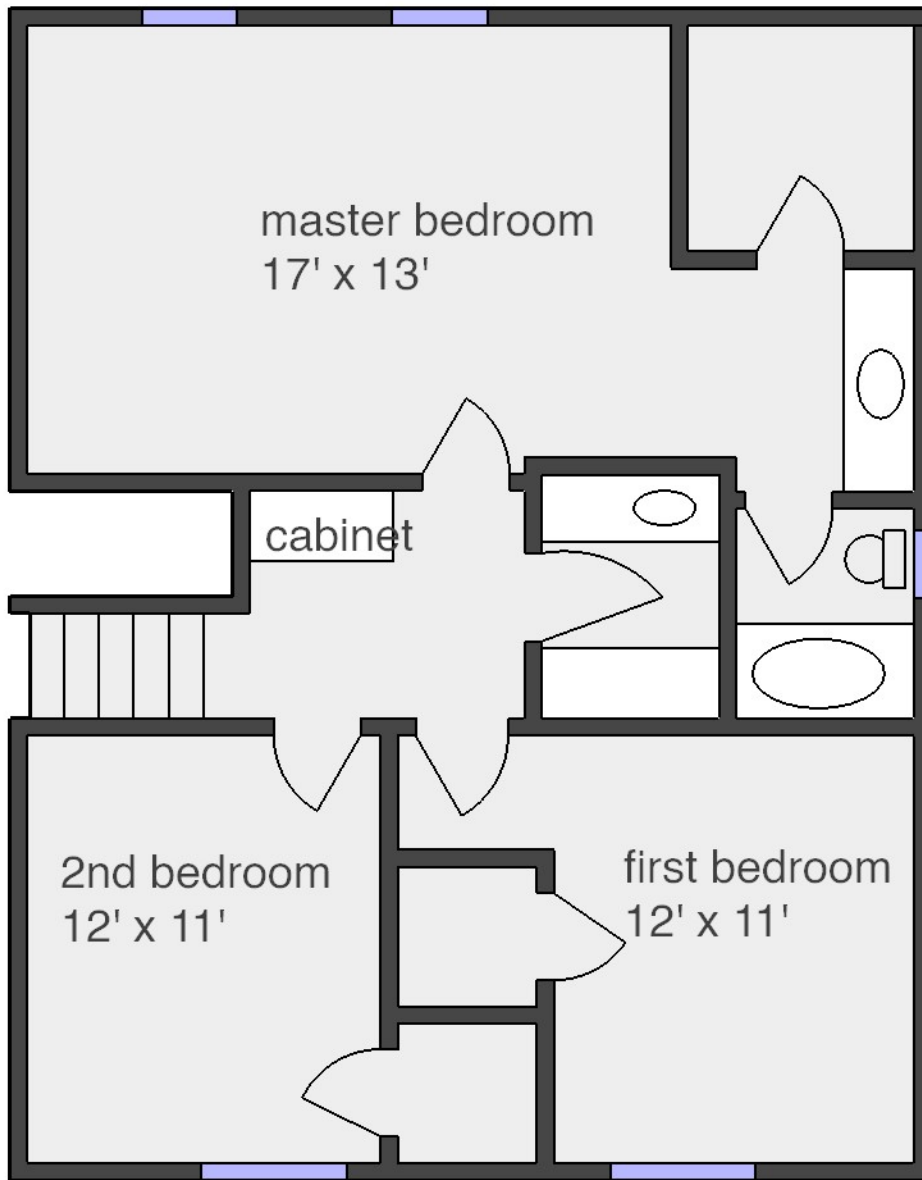 master bedroom
17' x 13'
cabinet
2nd bedroom
12' x 11'
first bedroom
12' x 11'